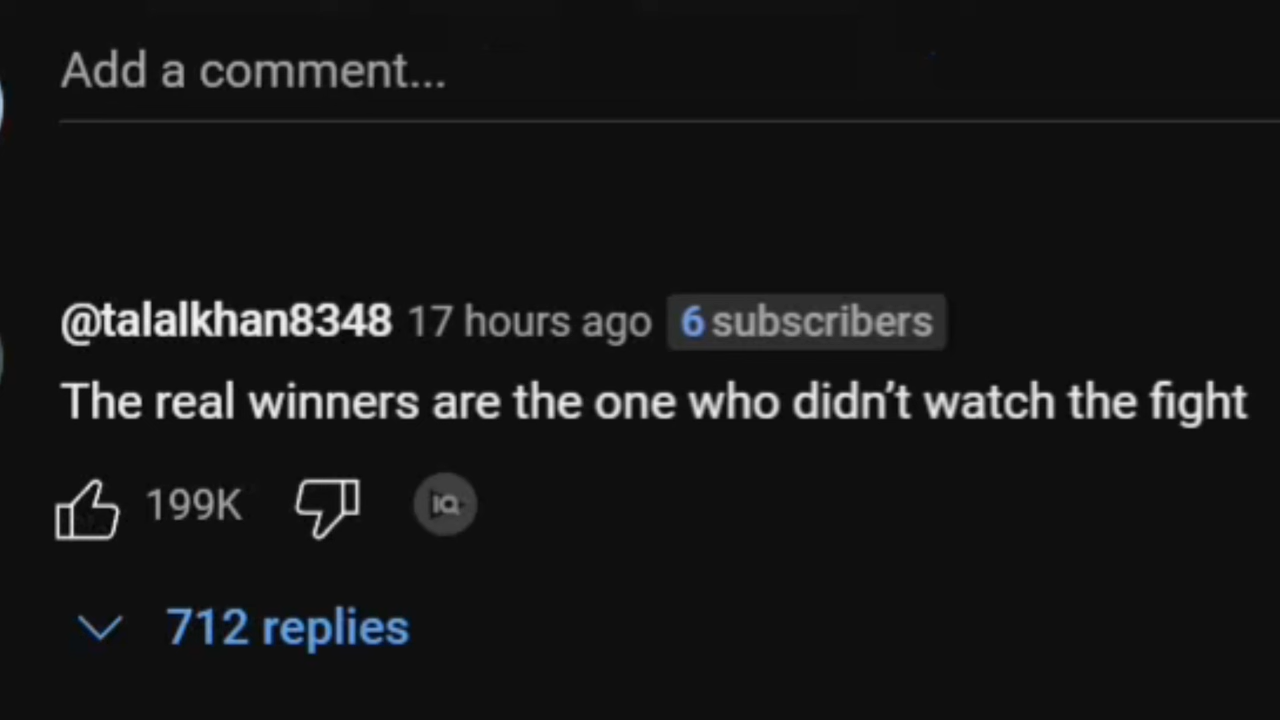 Add a comment...
@talalkhan8348 17 hours ago 6 subscribers
The real winners are the one who didn’t watch the fight
199K IQ
712 replies